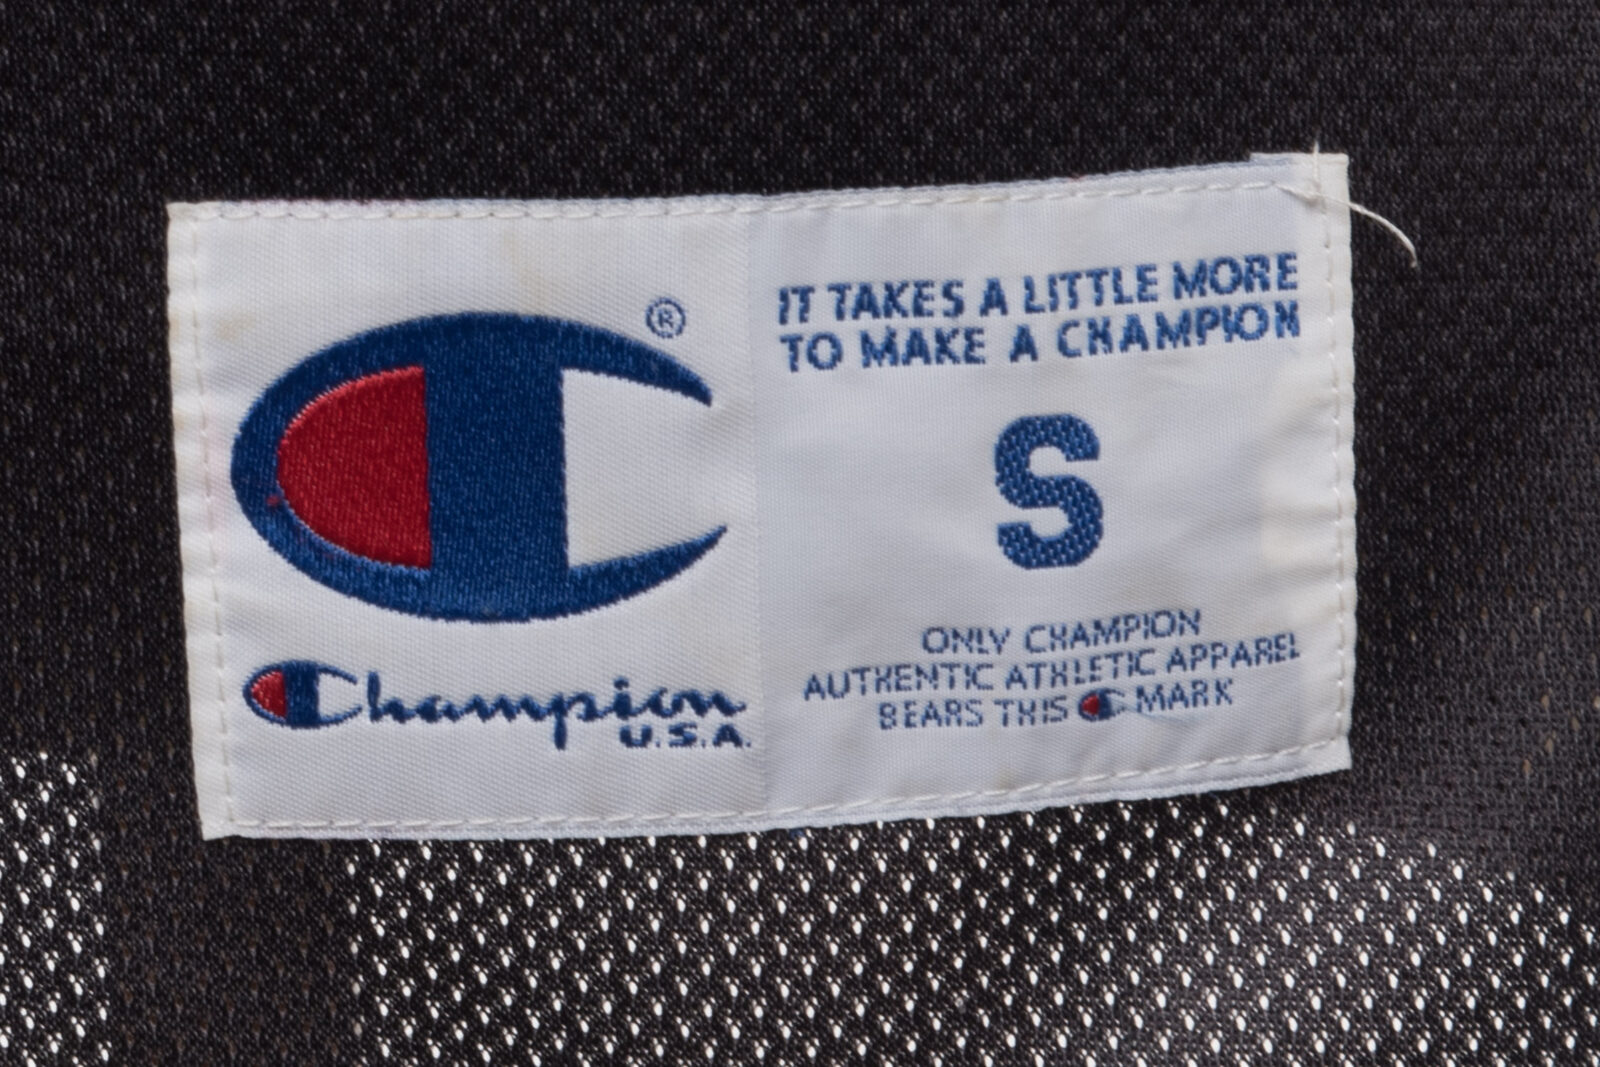 ®
Champion
U.S.A.
IT TAKES A LITTLE MORE
TO MAKE A CHAMPION
S
ONLY CHAMPION
AUTHENTIC ATHLETIC APPAREL
BEARS THIS C MARK